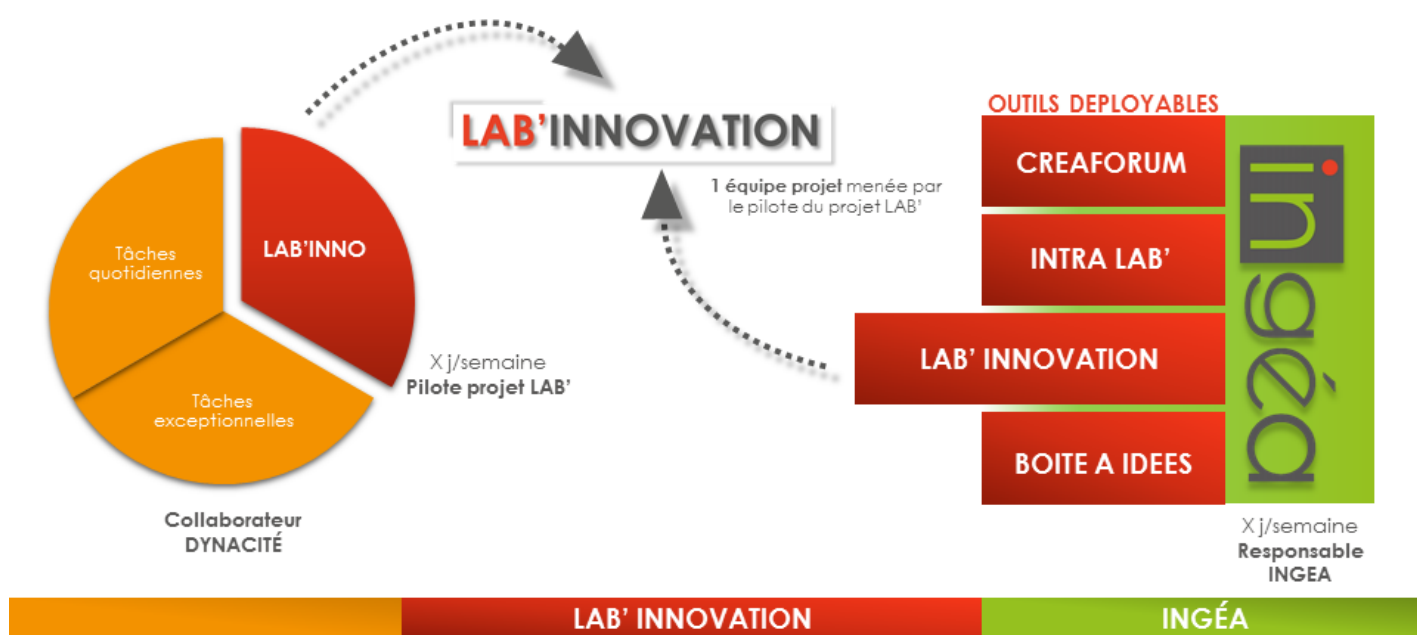 LAB'INNOVATION
1 équipe projet menée par
le pilote du projet LAB'
Tâches
quotidiennes
LAB'INNO
Tâches
exceptionnelles
X j/semaine
Pilote projet LAB'
Collaborateur
DYNACITÉ
OUTILS DEPLOYABLES
CREAFORUM
INTRA LAB'
LAB' INNOVATION
BOITE A IDEES
ingéa
X j/semaine
Responsable
INGEA
LAB' INNOVATION
INGÉA